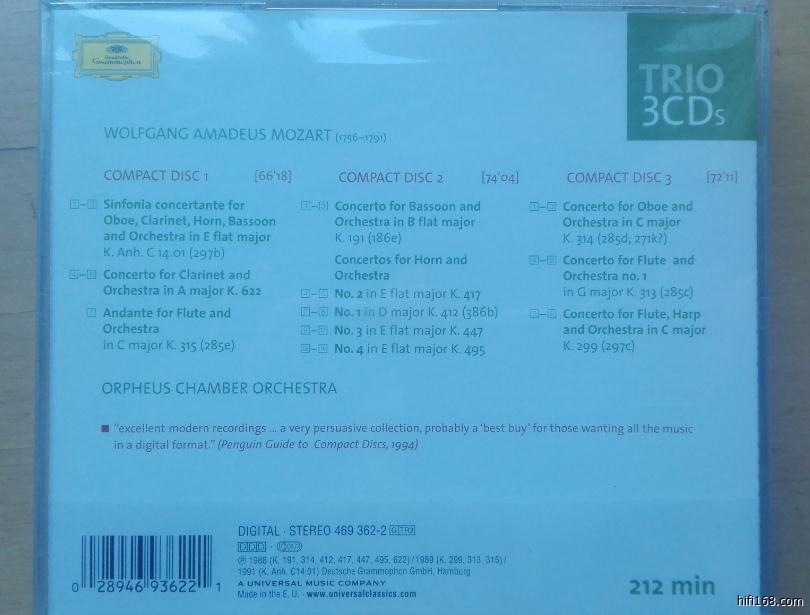 Deutsche
Grammophon
TRIO
3CDs
WOLFGANG AMADEUS MOZART (1756–1791)
COMPACT DISC 1 [66'18]
Sinfonia concertante for
Oboe, Clarinet, Horn, Bassoon
and Orchestra in E flat major
K. Anh. C 14.01 (297b)
Concerto for Clarinet and
Orchestra in A major K. 622
7 Andante for Flute and
Orchestra
in C major K. 315 (285e)
COMPACT DISC 2 [74'04]
Concerto for Bassoon and
Orchestra in B flat major
K. 191 (186e)
Concertos for Horn and
Orchestra
No. 2 in E flat major K. 417
No. 1 in D major K. 412 (386b)
No. 3 in E flat major K. 447
No. 4 in E flat major K. 495
COMPACT DISC 3 [72'11]
Concerto for Oboe and
Orchestra in C major
K. 314 (285d; 271k?)
Concerto for Flute and
Orchestra no. 1
in G major K. 313 (285c)
Concerto for Flute, Harp
and Orchestra in C major
K. 299 (297c)
ORPHEUS CHAMBER ORCHESTRA
"excellent modern recordings ... a very persuasive collection, probably a 'best buy' for those wanting all the music
in a digital format." (Penguin Guide to Compact Discs, 1994)
DIGITAL · STEREO 469 362-2 GTRO
DDD
℗ 1988 (K. 191, 314, 412, 417, 447, 495, 622) / 1989 (K. 299, 313, 315) /
1991 (K. Anh. C14.01) Deutsche Grammophon GmbH, Hamburg
A UNIVERSAL MUSIC COMPANY
Made in the E. U. · www.universalclassics.com
0 28946 93622 1
212 min
hifi168.com